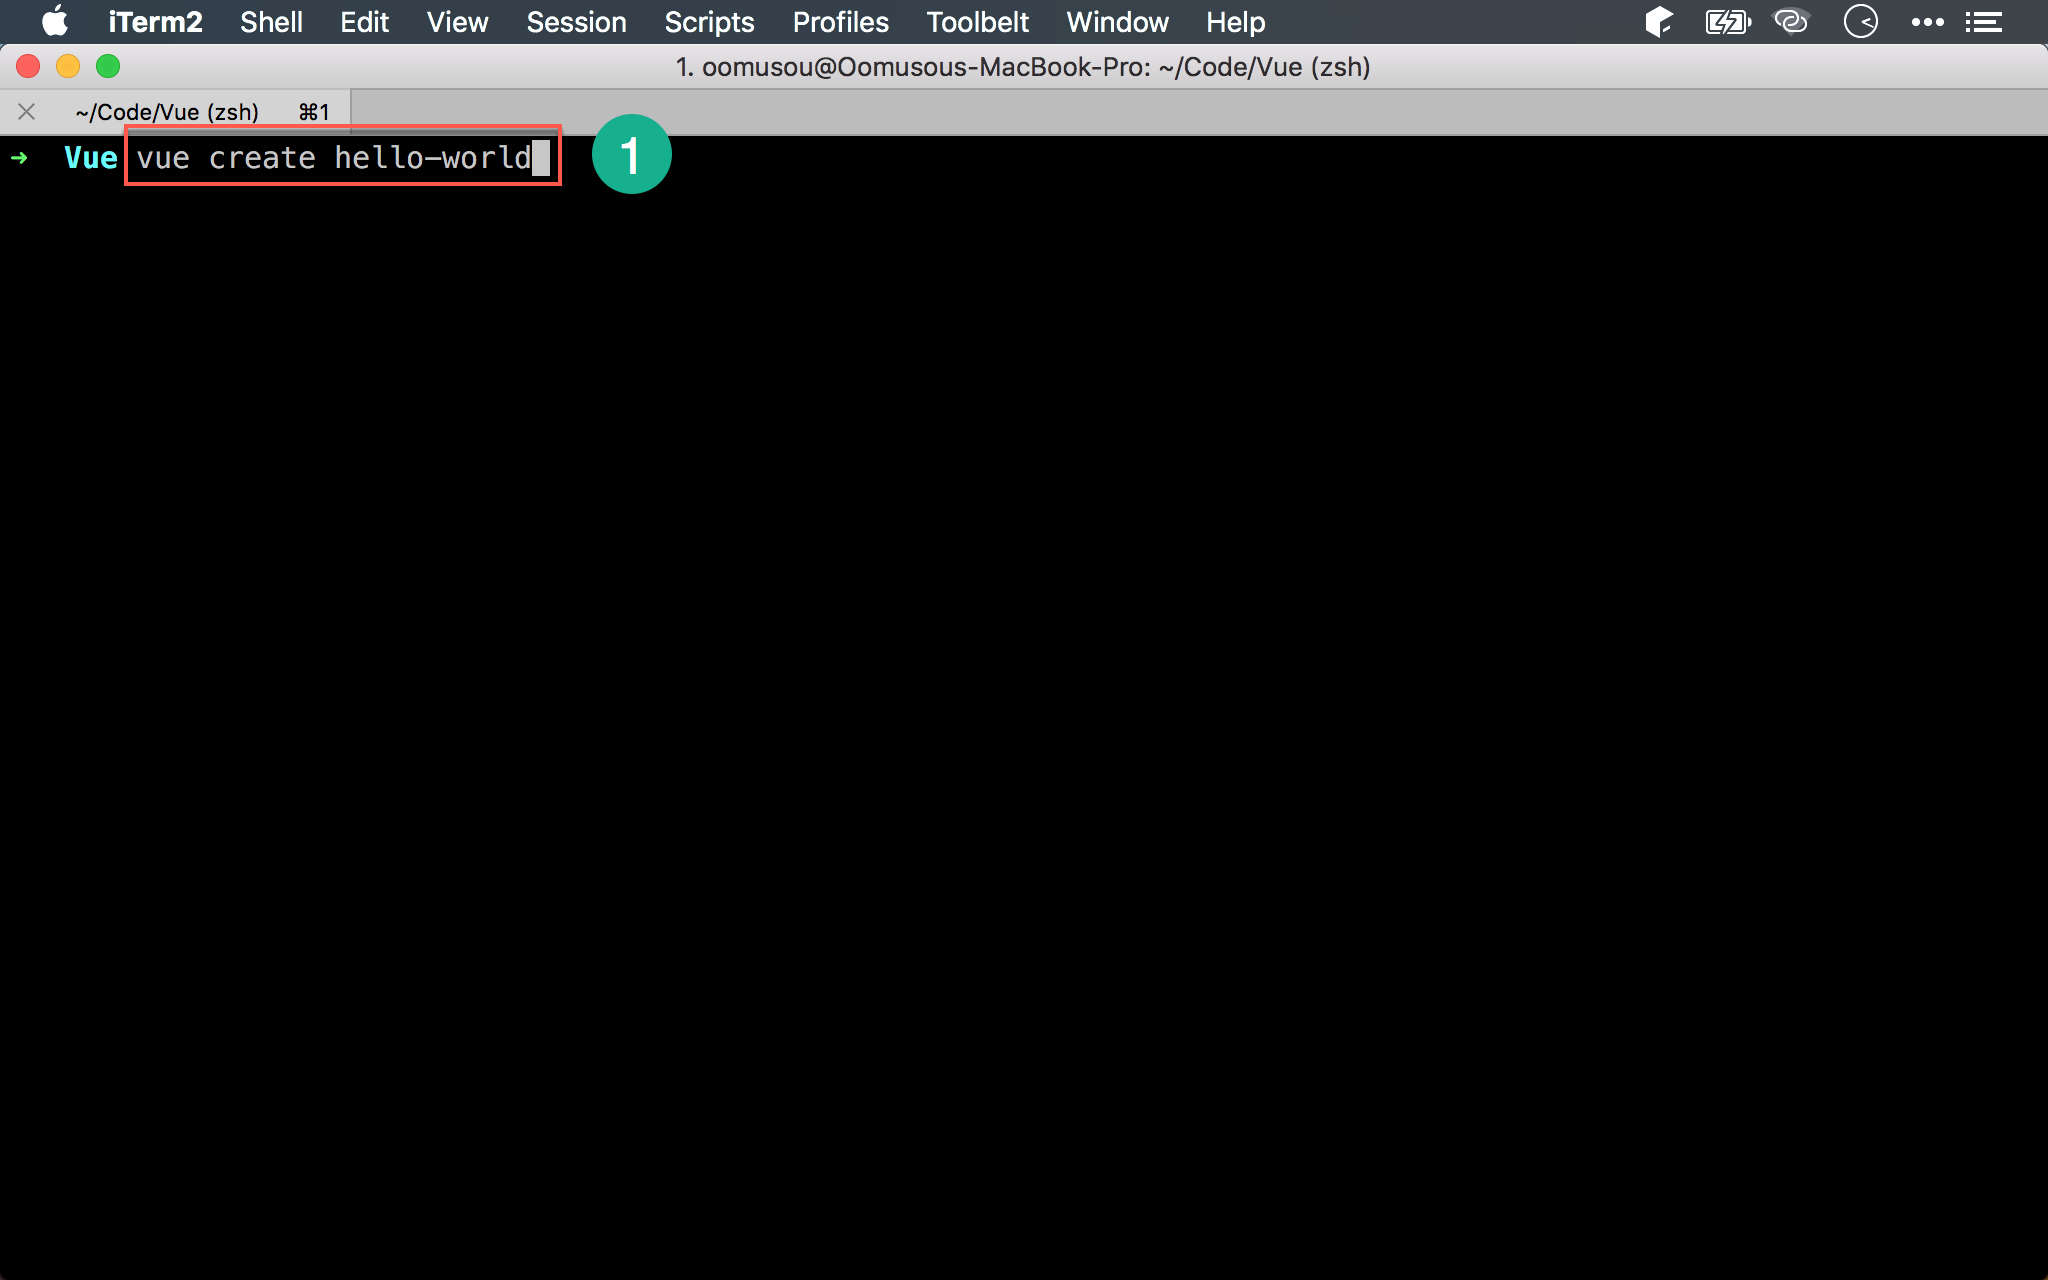 iTerm2 Shell Edit View Session Scripts Profiles Toolbelt Window Help
1. oomusou@Oomusous-MacBook-Pro: ~/Code/Vue (zsh)
~/Code/Vue (zsh) ⌘1
➜ Vue vue create hello-world
1